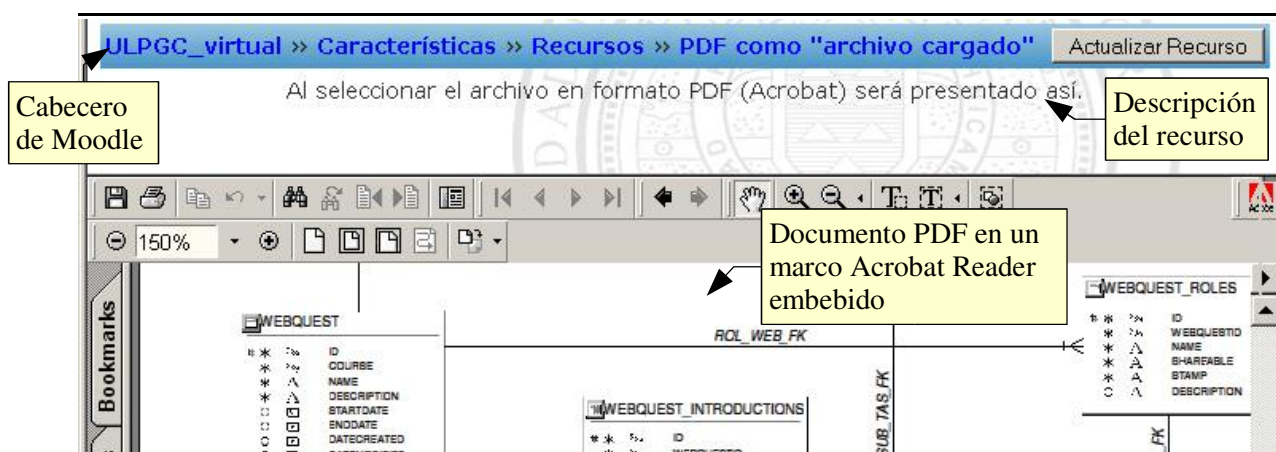 ULPGC_virtual » Características » Recursos » PDF como "archivo cargado"
Actualizar Recurso
Al seleccionar el archivo en formato PDF (Acrobat) será presentado así.
Cabecero
de Moodle
Descripción
del recurso
150%
Documento PDF en un
marco Acrobat Reader
embebido
Bookmarks
WEBQUEST
ID
COURSE
NAME
DESCRIPTION
STARTDATE
ENDDATE
DATECREATED
ROL_WEB_FK
SUB_TAS_FK
WEBQUEST_INTRODUCTIONS
ID
WEBQUEST_ROLES
ID
WEBQUESTID
NAME
SHAREABLE
STAMP
DESCRIPTION
FK